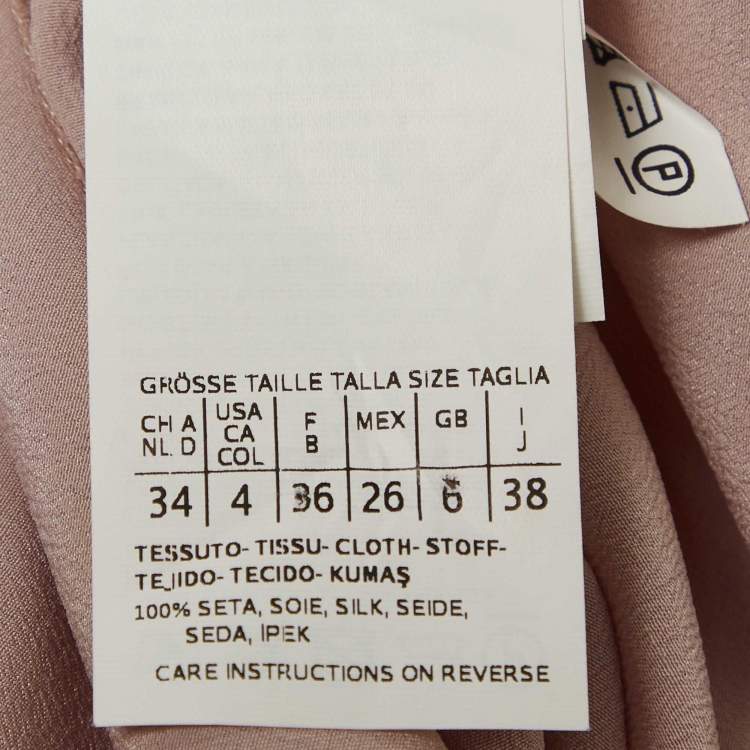 GRÖSSE TAILLE TALLA SIZE TAGLIA
CH A NL D USA CA COL F B MEX GB I J
34 4 36 26 6 38
TESSUTO- TISSU- CLOTH- STOFF-
TEJIDO- TECIDO- KUMAŞ
100% SETA, SOIE, SILK, SEIDE,
SEDA, İPEK
CARE INSTRUCTIONS ON REVERSE
P